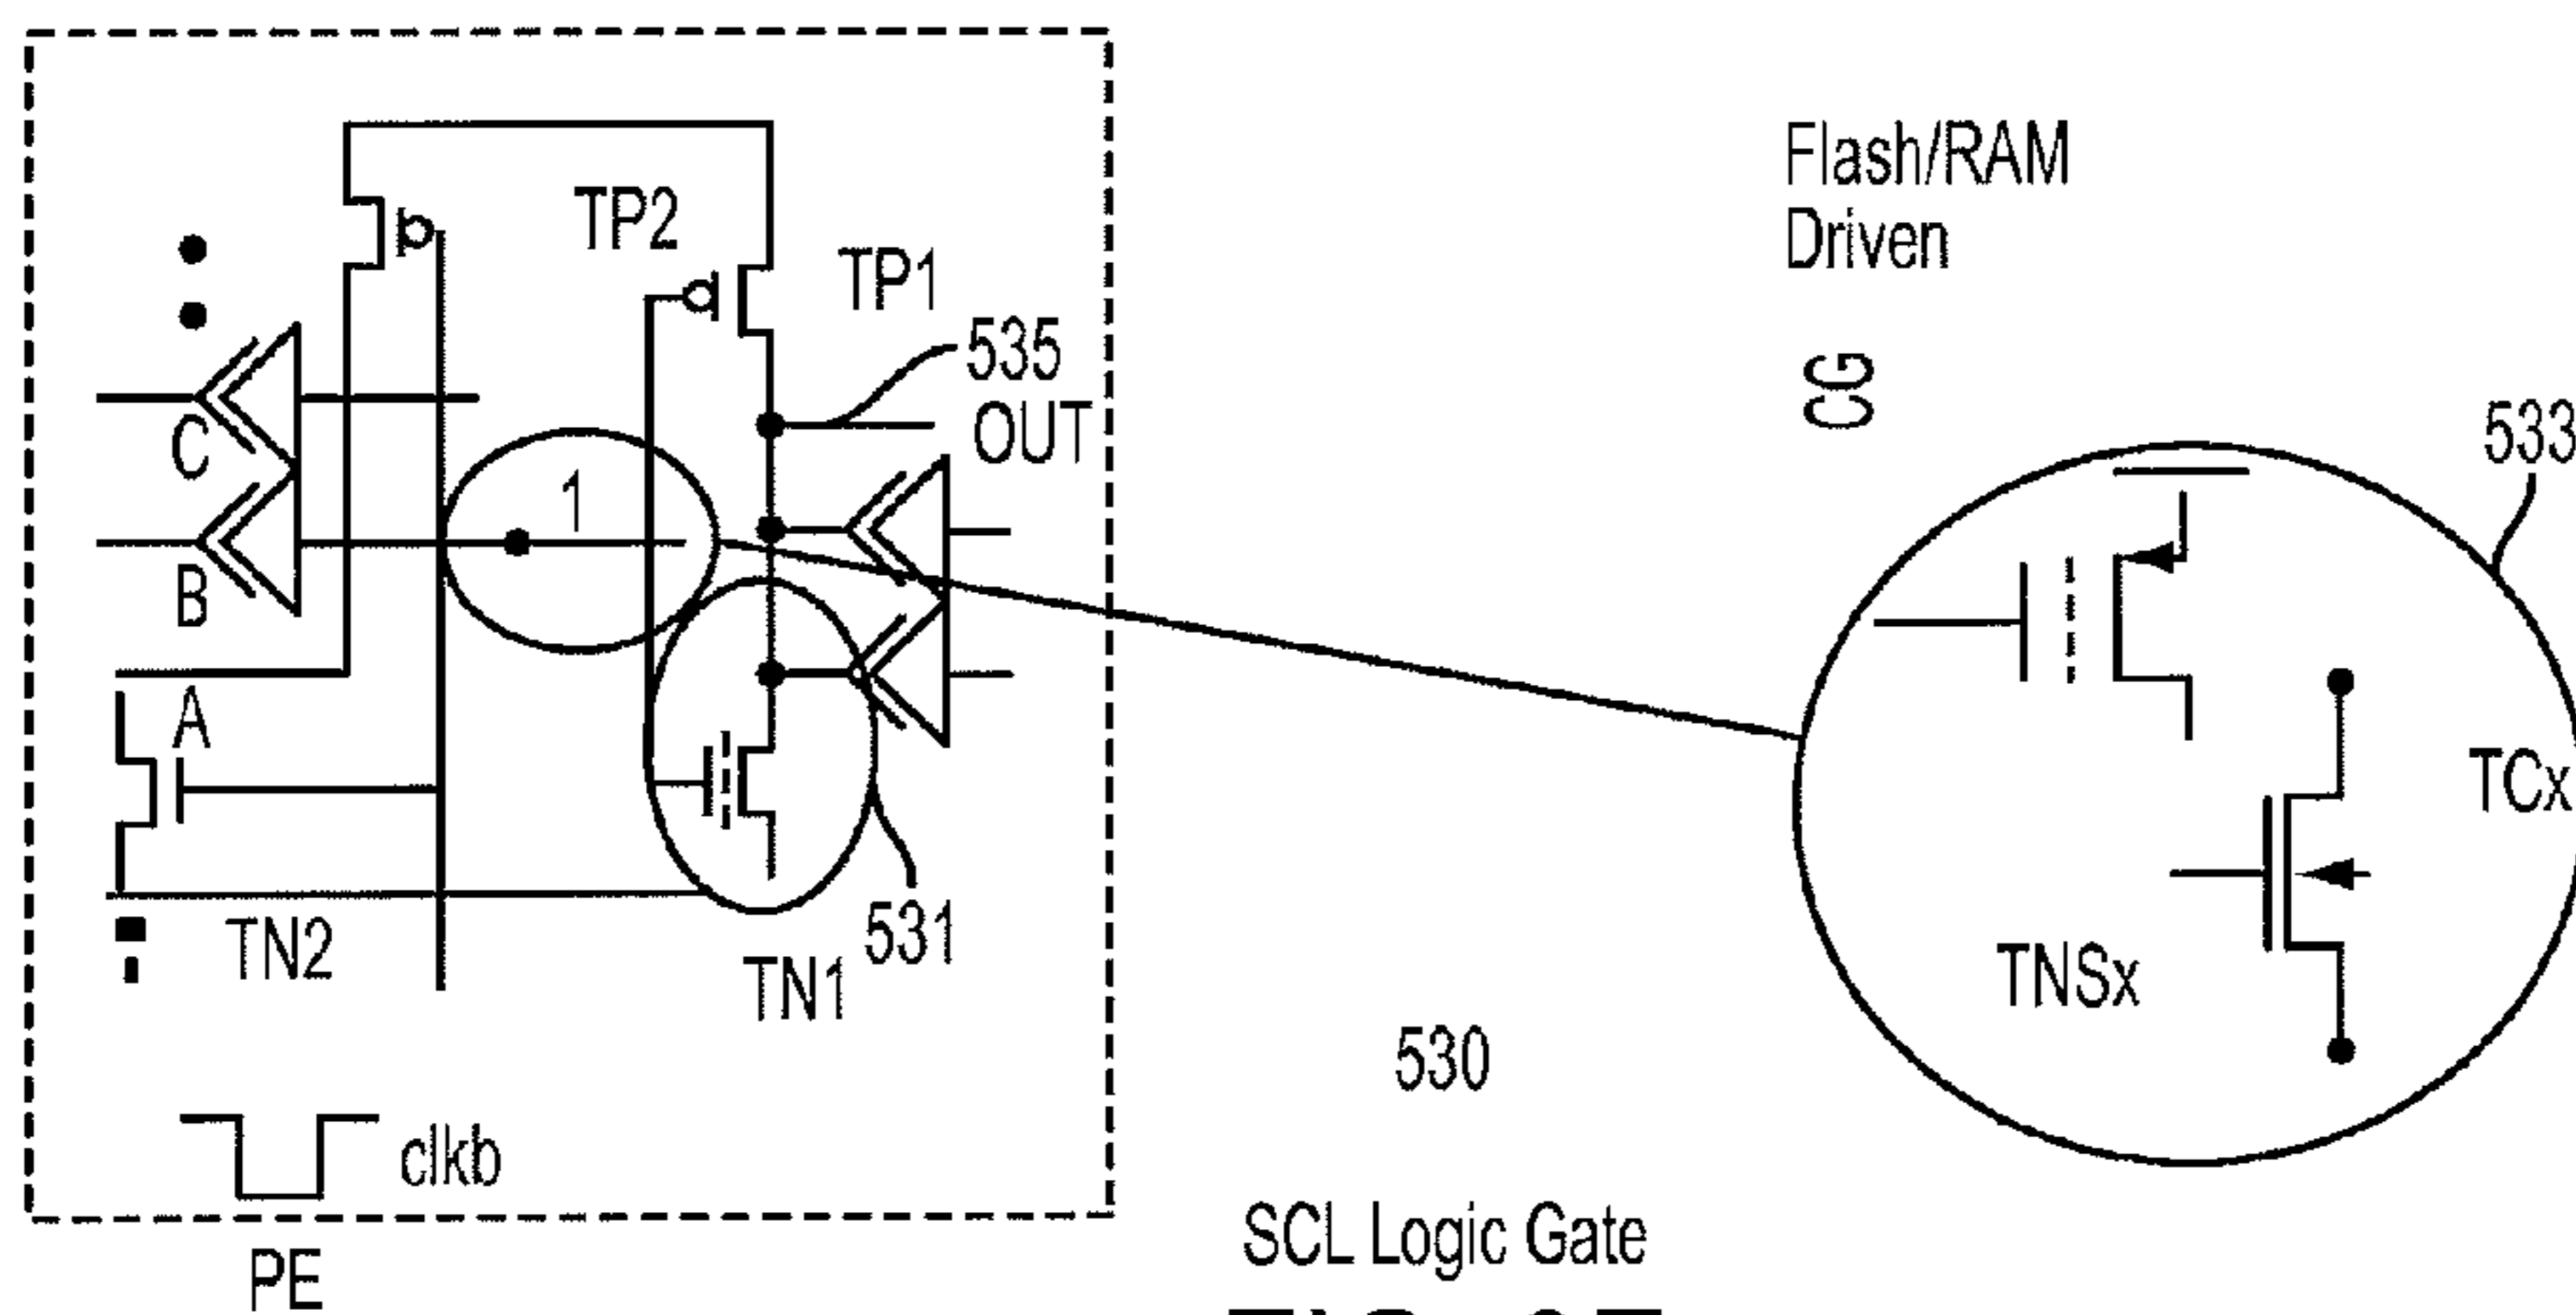 TP2
TP1
535
OUT
C
1
B
A
TN2
TN1
531
clkb
PE
Flash/RAM
Driven
CG
533
TCx
TNSx
530
SCL Logic Gate